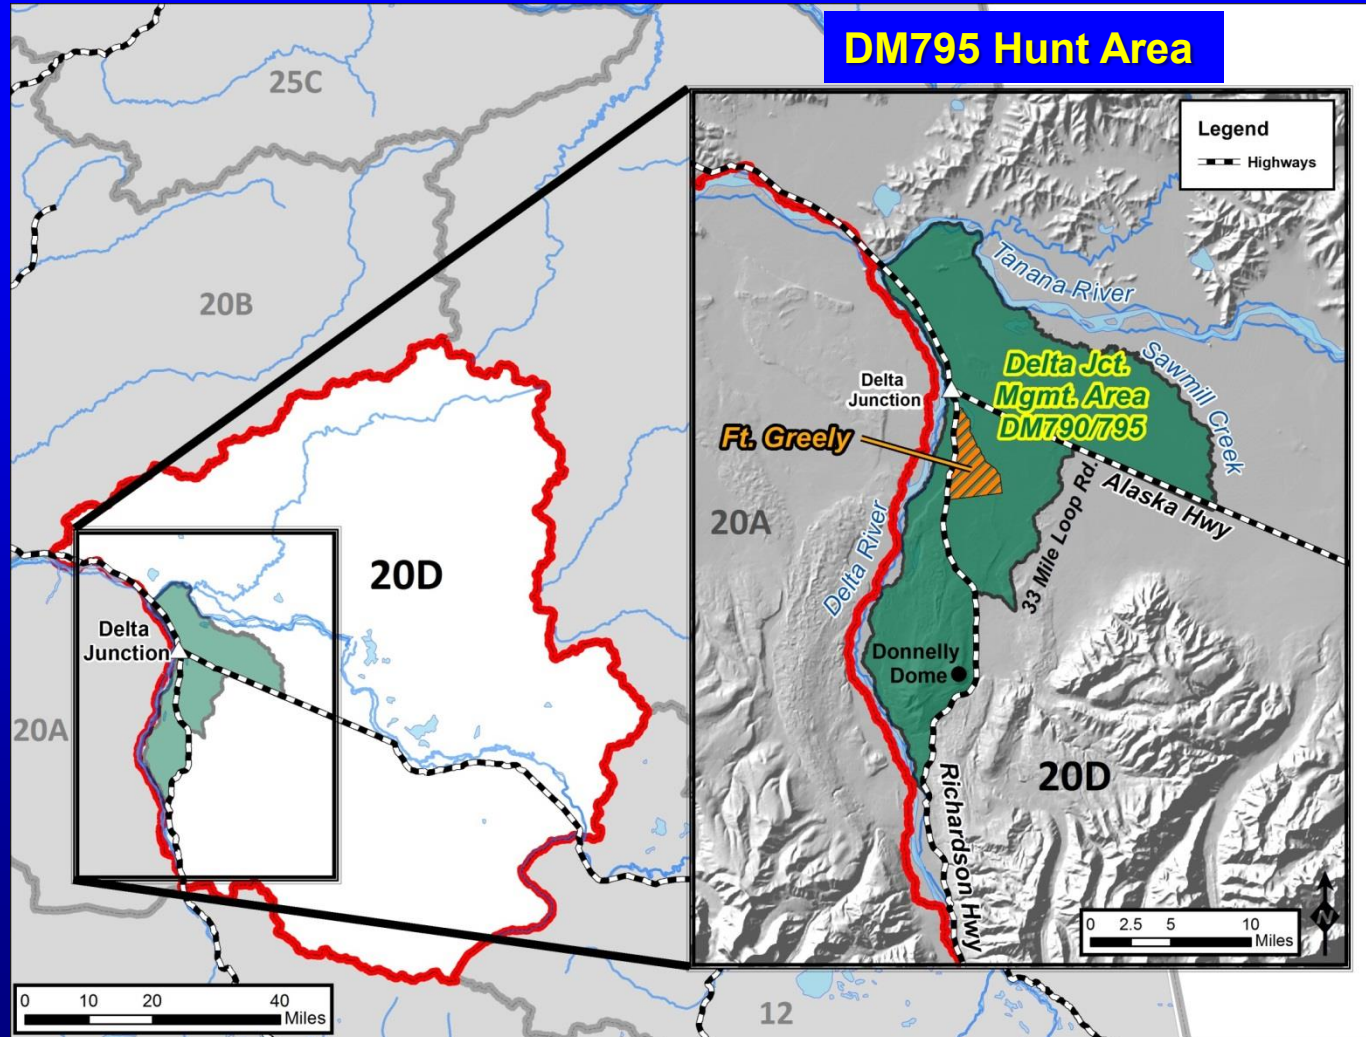 DM795 Hunt Area
25C
20B
20D
Delta
Junction
20A
12
0 10 20 40
Miles
Legend
Highways
Tanana River
Sawmill Creek
Delta Jct.
Mgmt. Area
DM790/795
Delta
Junction
Ft. Greely
Alaska Hwy
33 Mile Loop Rd.
20A
Delta River
Donnelly
Dome
20D
Richardson Hwy
0 2.5 5 10
Miles
N